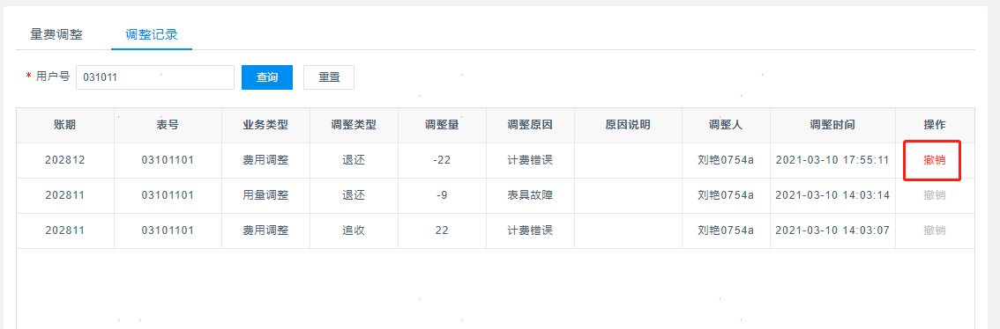 量费调整 调整记录
* 用户号 031011 查询 重置
账期 表号 业务类型 调整类型 调整量 调整原因 原因说明 调整人 调整时间 操作
202812 03101101 费用调整 退还 -22 计费错误 刘艳0754a 2021-03-10 17:55:11 撤销
202811 03101101 用量调整 退还 -9 表具故障 刘艳0754a 2021-03-10 14:03:14 撤销
202811 03101101 费用调整 追收 22 计费错误 刘艳0754a 2021-03-10 14:03:07 撤销